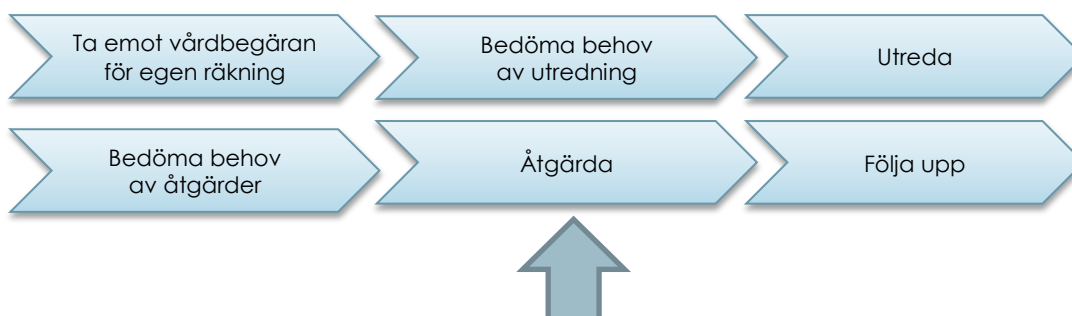 Ta emot vårdbegäran
för egen räkning
Bedöma behov
av utredning
Utreda
Bedöma behov
av åtgärder
Åtgärda
Följa upp